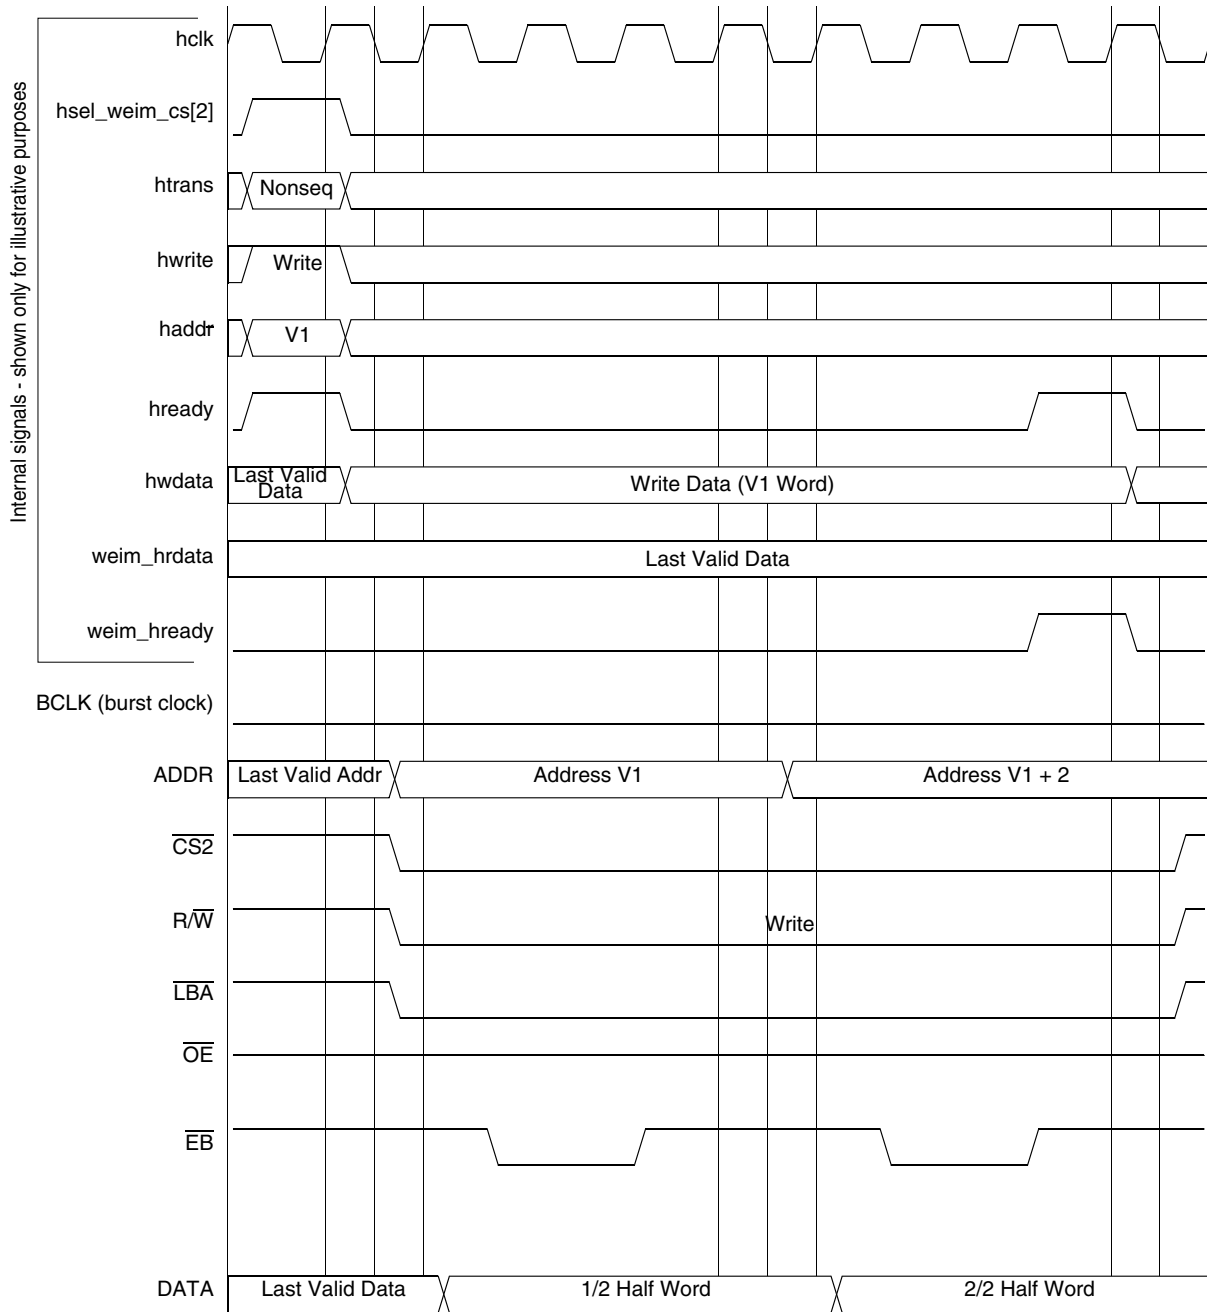 Internal signals - shown only for illustrative purposes
hclk
hsel_weim_cs[2]
htrans
Nonseq
hwrite
Write
haddr
V1
hready
hwdata
Last Valid
Data
Write Data (V1 Word)
weim_hrdata
Last Valid Data
weim_hready
BCLK (burst clock)
ADDR
Last Valid Addr
Address V1
Address V1 + 2
CS2
R/W
Write
LBA
OE
EB
DATA
Last Valid Data
1/2 Half Word
2/2 Half Word